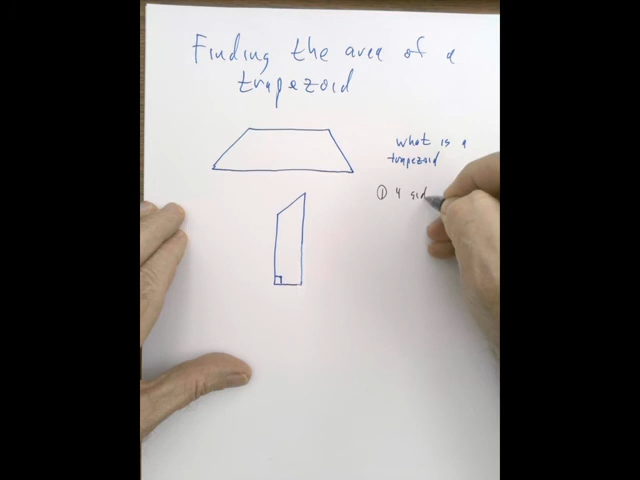 Finding the area of a
trapezoid
what is a
trapezoid
① 4 sid